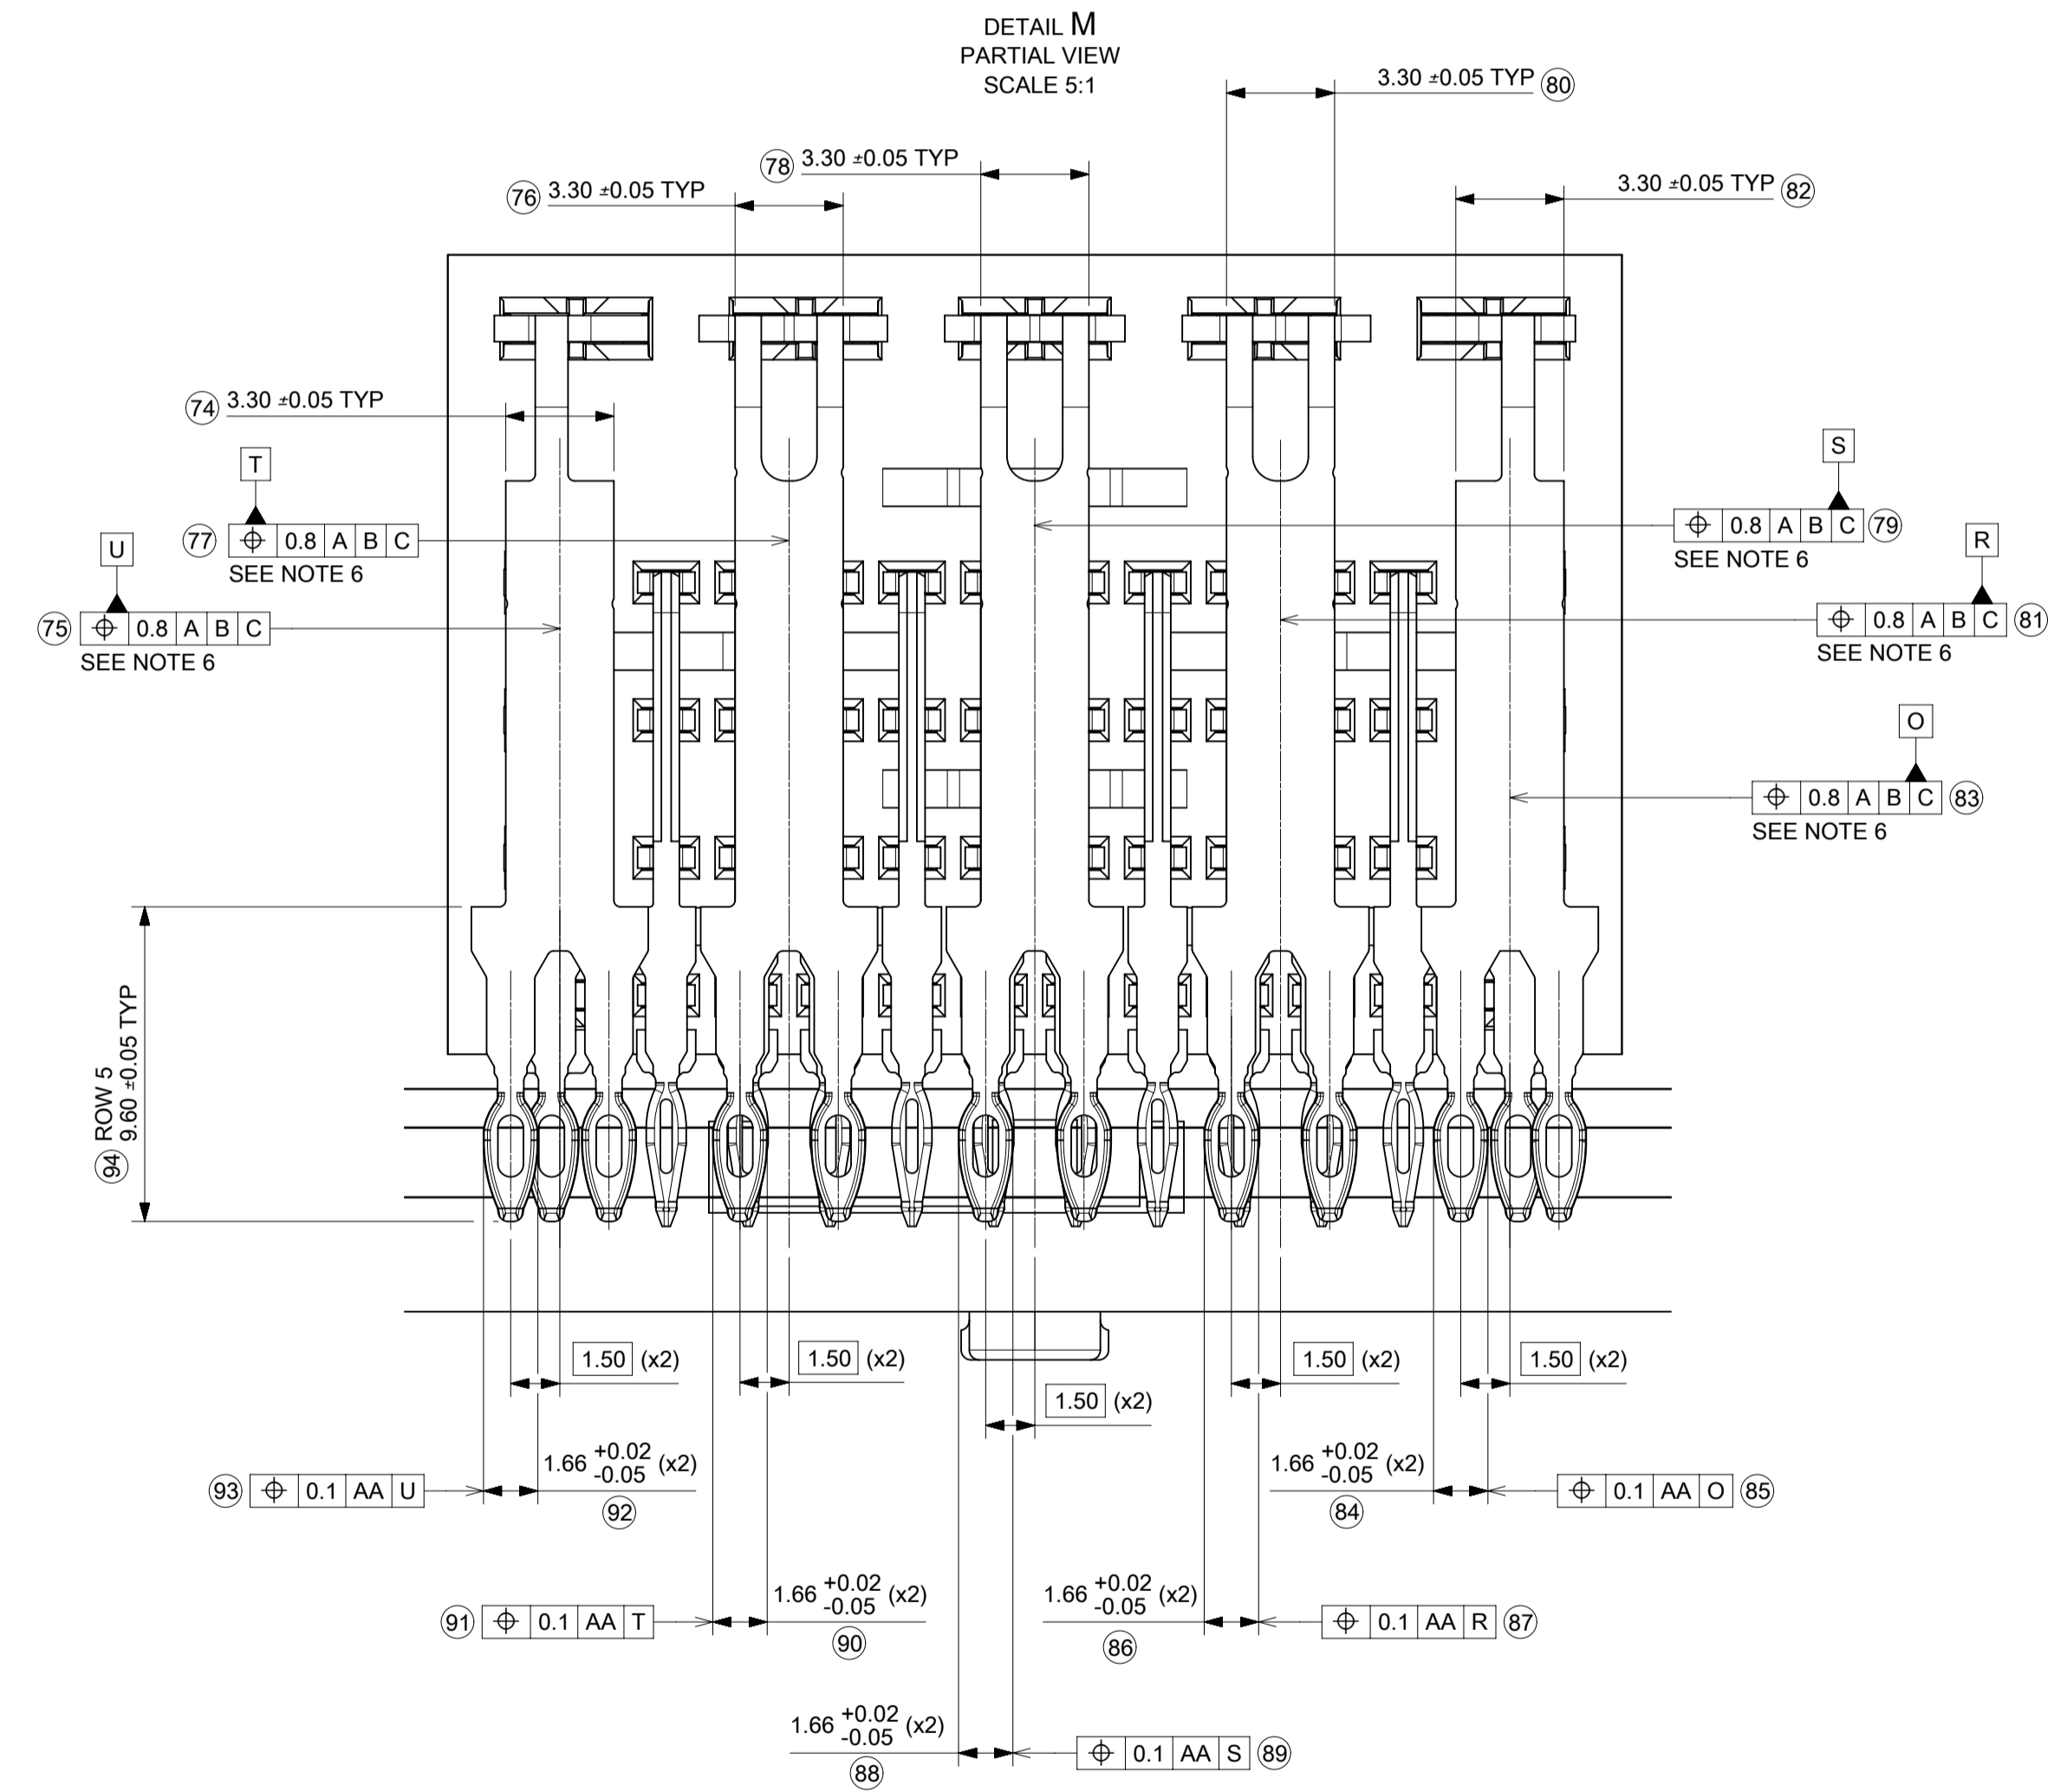 DETAIL M
PARTIAL VIEW
SCALE 5:1
3.30 ±0.05 TYP 80
78 3.30 ±0.05 TYP
76 3.30 ±0.05 TYP
3.30 ±0.05 TYP 82
74 3.30 ±0.05 TYP
T
77 ⌖ 0.8 A B C
SEE NOTE 6
U
75 ⌖ 0.8 A B C
SEE NOTE 6
S
⌖ 0.8 A B C 79
SEE NOTE 6
R
⌖ 0.8 A B C 81
SEE NOTE 6
O
⌖ 0.8 A B C 83
SEE NOTE 6
94 ROW 5
9.60 ±0.05 TYP
1.50 (x2)
1.50 (x2)
1.50 (x2)
1.50 (x2)
1.50 (x2)
93 ⌖ 0.1 AA U
1.66 +0.02 -0.05 (x2)
92
1.66 +0.02 -0.05 (x2)
84
⌖ 0.1 AA O 85
91 ⌖ 0.1 AA T
1.66 +0.02 -0.05 (x2)
90
1.66 +0.02 -0.05 (x2)
86
⌖ 0.1 AA R 87
1.66 +0.02 -0.05 (x2)
88
⌖ 0.1 AA S 89